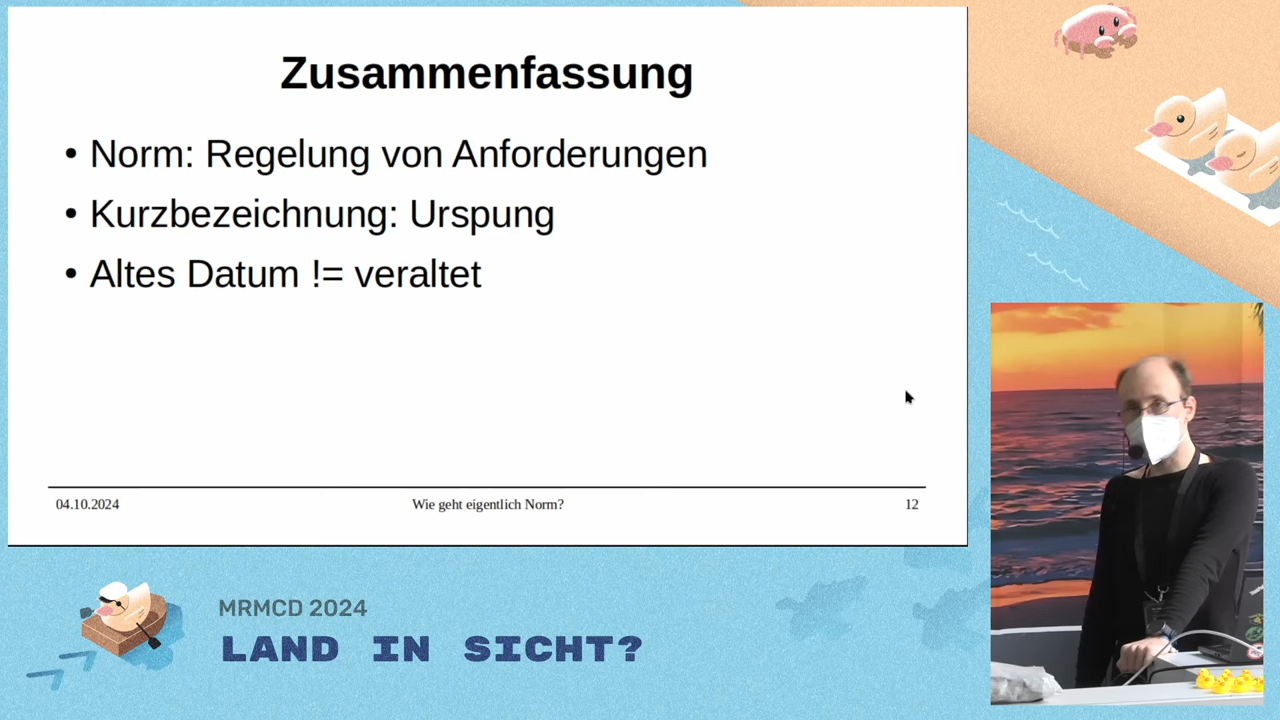 Zusammenfassung
• Norm: Regelung von Anforderungen
• Kurzbezeichnung: Urspung
• Altes Datum != veraltet
04.10.2024 Wie geht eigentlich Norm? 12
MRMCD 2024
LAND IN SICHT?